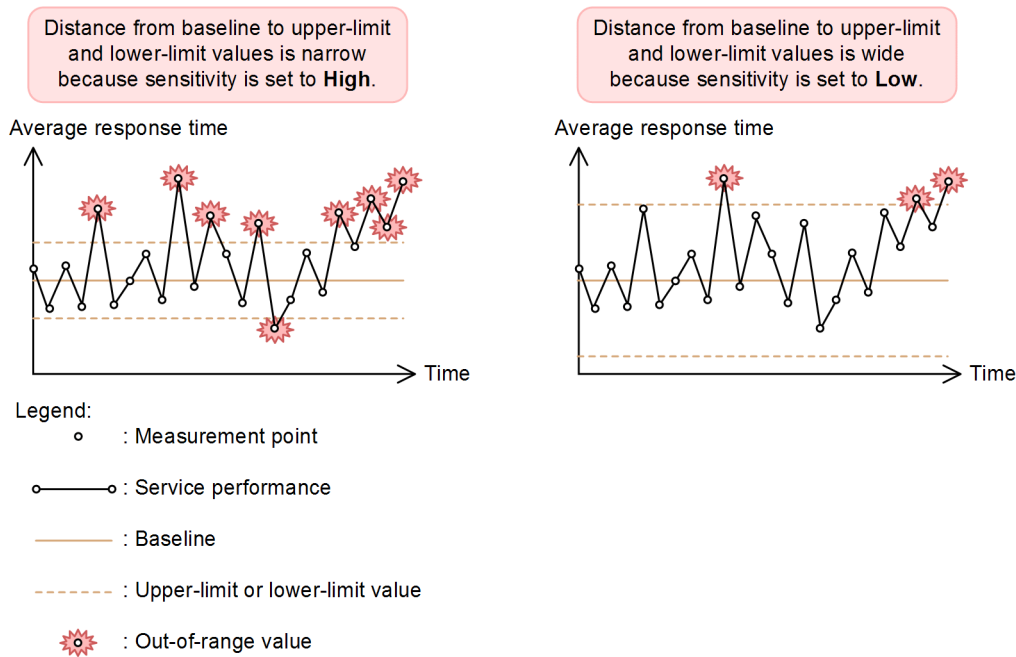 Distance from baseline to upper-limit
and lower-limit values is narrow
because sensitivity is set to High.
Distance from baseline to upper-limit
and lower-limit values is wide
because sensitivity is set to Low.
Average response time
Time
Average response time
Time
Legend:
: Measurement point
: Service performance
: Baseline
: Upper-limit or lower-limit value
: Out-of-range value